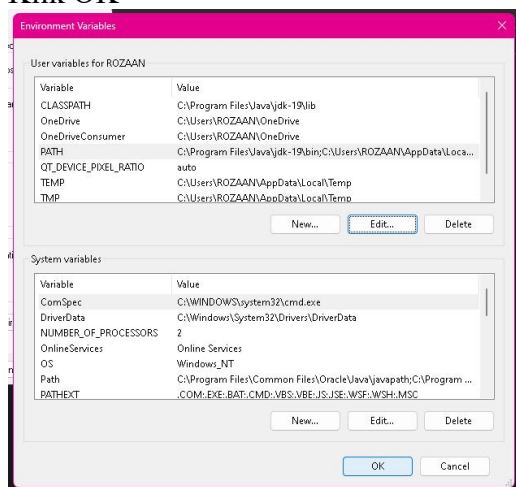 Klik OK
Environment Variables
User variables for ROZAAN
Variable Value
CLASSPATH C:\Program Files\Java\jdk-19\lib
OneDrive C:\Users\ROZAAN\OneDrive
OneDriveConsumer C:\Users\ROZAAN\OneDrive
PATH C:\Program Files\Java\jdk-19\bin;C:\Users\ROZAAN\AppData\Loca...
QT_DEVICE_PIXEL_RATIO auto
TEMP C:\Users\ROZAAN\AppData\Local\Temp
TMP C:\Users\ROZAAN\AppData\Local\Temp
New... Edit... Delete
System variables
Variable Value
ComSpec C:\WINDOWS\system32\cmd.exe
DriverData C:\Windows\System32\Drivers\DriverData
NUMBER_OF_PROCESSORS 2
OnlineServices Online Services
OS Windows_NT
Path C:\Program Files\Common Files\Oracle\Java\javapath;C:\Program ...
PATHEXT .COM;.EXE;.BAT;.CMD;.VBS;.VBE;.JS;.JSE;.WSF;.WSH;.MSC
New... Edit... Delete
OK Cancel